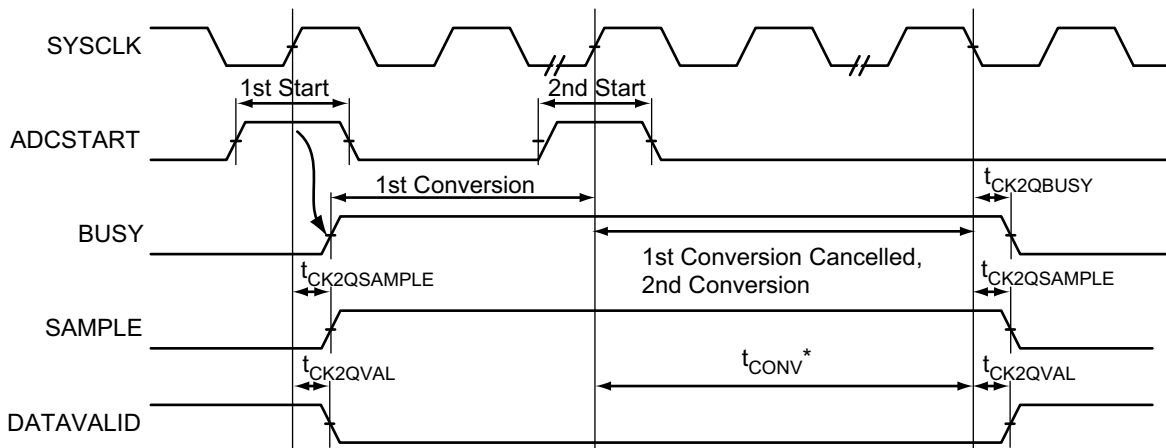 SYSCLK
1st Start
2nd Start
ADCSTART
1st Conversion
tCK2QBUSY
BUSY
1st Conversion Cancelled,
2nd Conversion
tCK2QSAMPLE
tCK2QSAMPLE
SAMPLE
tCK2QVAL
tCONV*
tCK2QVAL
DATAVALID